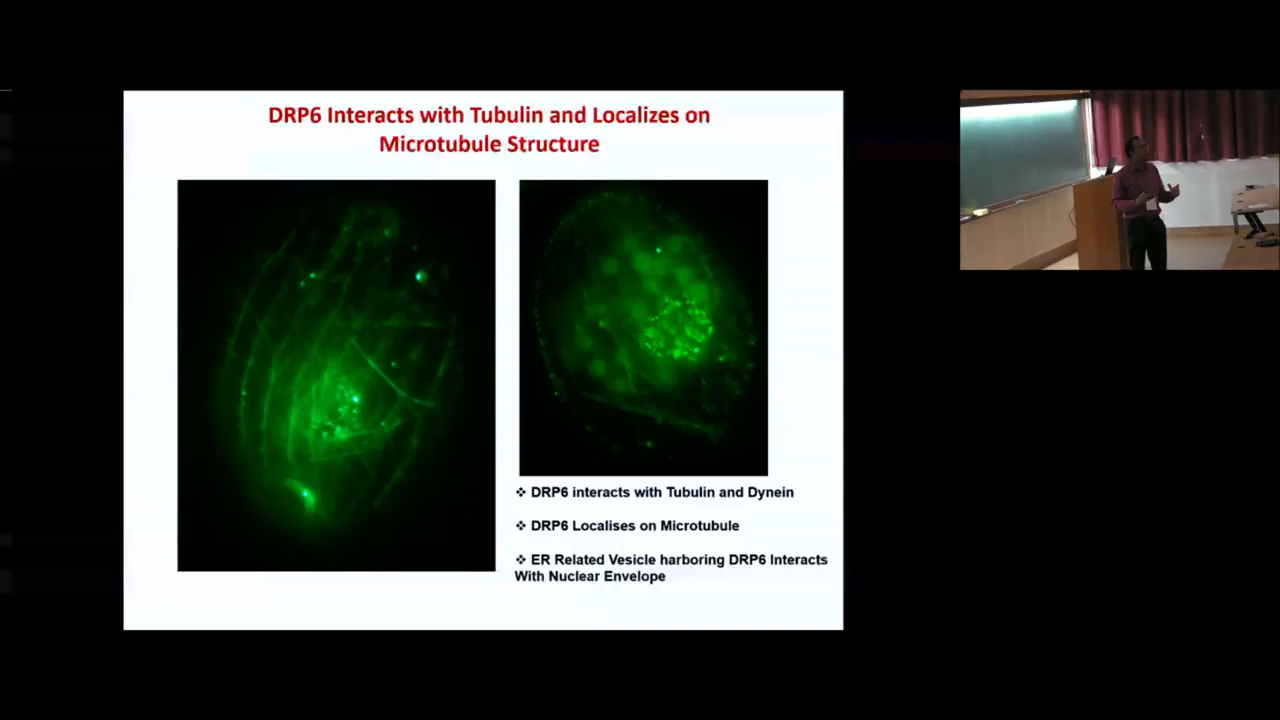 DRP6 Interacts with Tubulin and Localizes on
Microtubule Structure
❖ DRP6 interacts with Tubulin and Dynein
❖ DRP6 Localises on Microtubule
❖ ER Related Vesicle harboring DRP6 Interacts
With Nuclear Envelope